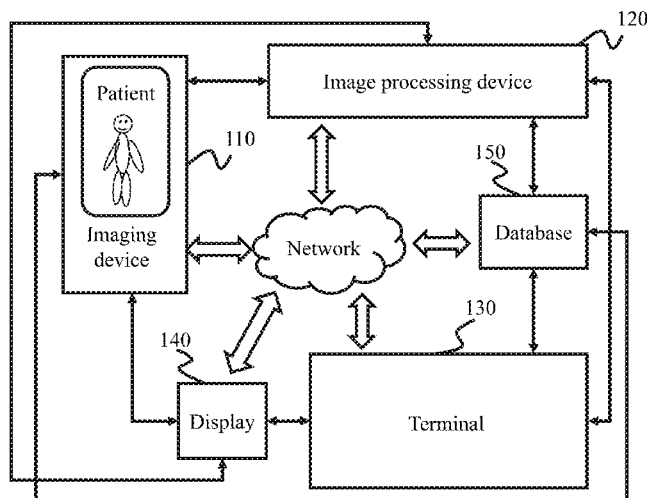 120
Image processing device
Patient
110
Imaging
device
150
Database
Network
130
140
Display
Terminal